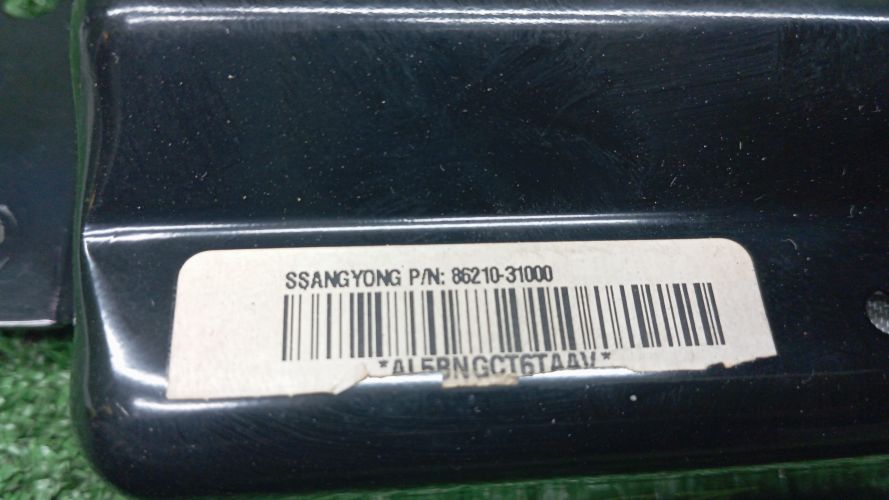 SSANGYONG P/N: 86210-31000
*AL5BNGCT6TAAV*